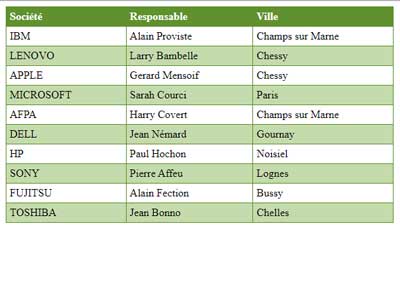 Société Responsable Ville
IBM Alain Proviste Champs sur Marne
LENOVO Larry Bambelle Chessy
APPLE Gerard Mensoif Chessy
MICROSOFT Sarah Courci Paris
AFPA Harry Covert Champs sur Marne
DELL Jean Némard Gournay
HP Paul Hochon Noisiel
SONY Pierre Affeu Lognes
FUJITSU Alain Fection Bussy
TOSHIBA Jean Bonno Chelles